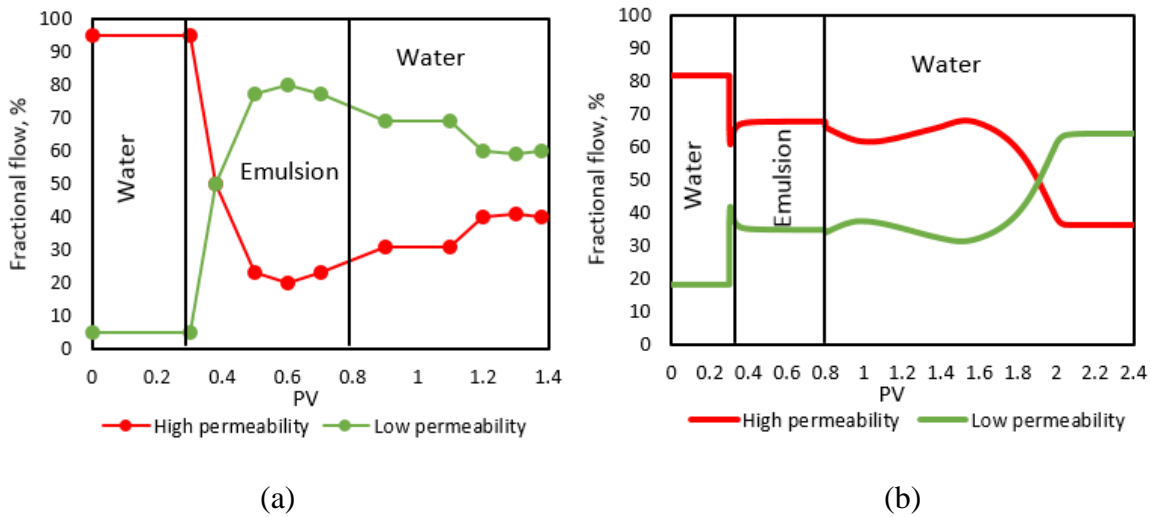 100
90
80
70
60
50
40
30
20
10
0
Fractional flow, %
Water
Emulsion
Water
0 0.2 0.4 0.6 0.8 1 1.2 1.4
PV
High permeability Low permeability
(a)
100
90
80
70
60
50
40
30
20
10
0
Fractional flow, %
Water
Emulsion
Water
0 0.2 0.4 0.6 0.8 1 1.2 1.4 1.6 1.8 2 2.2 2.4
PV
High permeability Low permeability
(b)